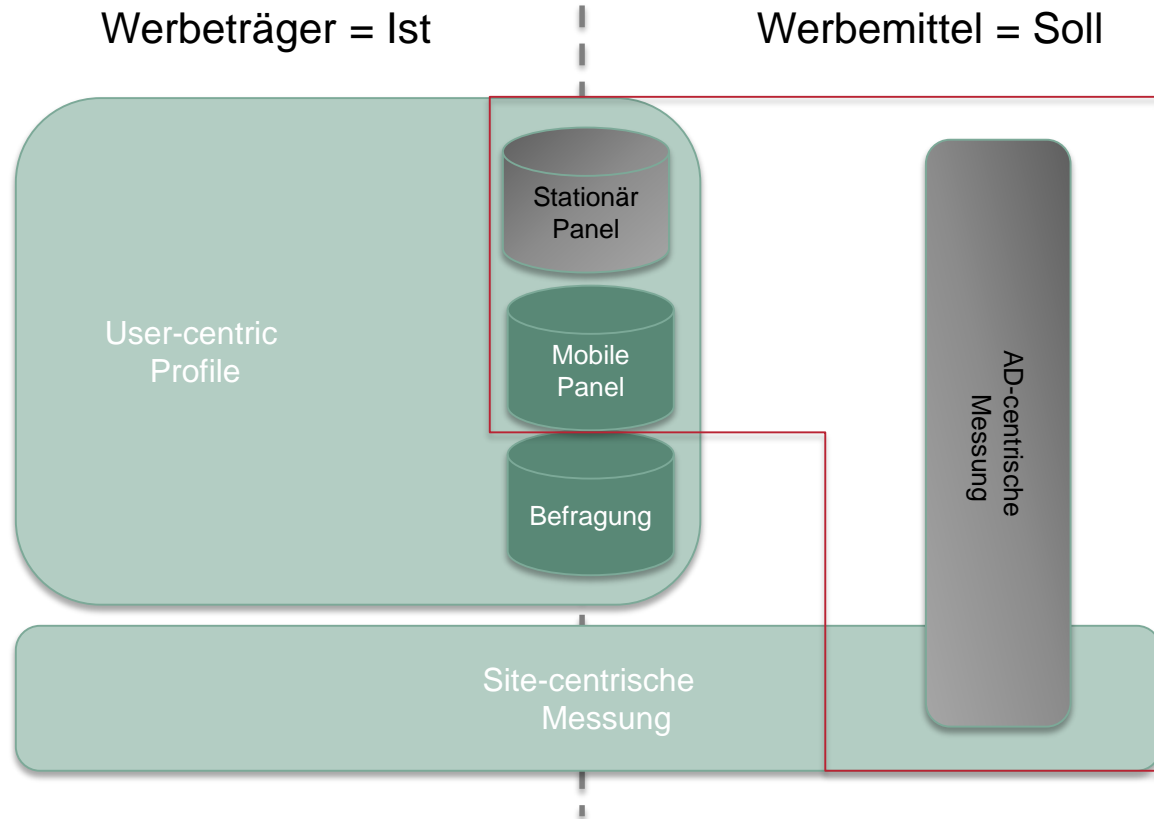 Werbeträger = Ist
Werbemittel = Soll
Stationär
Panel
User-centric
Profile
Mobile
Panel
AD-centrische
Messung
Befragung
Site-centrische
Messung